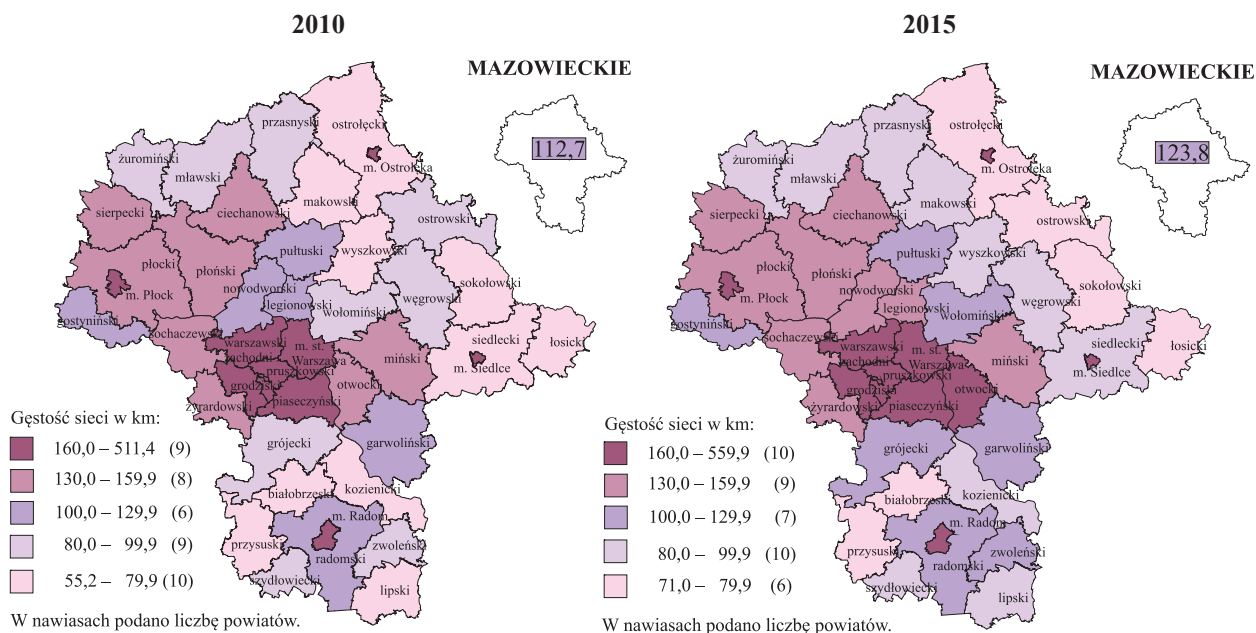 2010
MAZOWIECKIE
112,7
przasnyski
ostrołęcki
żuromiński
mławski
m. Ostrołęka
makowski
sierpecki
ciechanowski
ostrowski
pułtuski
wyszkowski
płocki
płoński
nowodworski
sokołowski
m. Płock
legionowski
węgrowski
gostyniński
wołomiński
sochaczewski
warszawski
zachodni
m. st.
Warszawa
siedlecki
łosicki
miński
m. Siedlce
pruszkowski
grodziski
otwocki
żyrardowski
piaseczyński
grójecki
garwoliński
białobrzeski
kozienicki
m. Radom
przysuski
zwoleński
radomski
szydłowiecki
lipski
Gęstość sieci w km:
160,0 – 511,4 (9)
130,0 – 159,9 (8)
100,0 – 129,9 (6)
80,0 – 99,9 (9)
55,2 – 79,9 (10)
W nawiasach podano liczbę powiatów.
2015
MAZOWIECKIE
123,8
przasnyski
ostrołęcki
żuromiński
mławski
m. Ostrołęka
makowski
sierpecki
ciechanowski
ostrowski
pułtuski
wyszkowski
płocki
płoński
nowodworski
sokołowski
m. Płock
legionowski
węgrowski
gostyniński
wołomiński
sochaczewski
warszawski
zachodni
m. st.
Warszawa
siedlecki
łosicki
miński
m. Siedlce
pruszkowski
grodziski
otwocki
żyrardowski
piaseczyński
grójecki
garwoliński
białobrzeski
kozienicki
m. Radom
przysuski
zwoleński
radomski
szydłowiecki
lipski
Gęstość sieci w km:
160,0 – 559,9 (10)
130,0 – 159,9 (9)
100,0 – 129,9 (7)
80,0 – 99,9 (10)
71,0 – 79,9 (6)
W nawiasach podano liczbę powiatów.